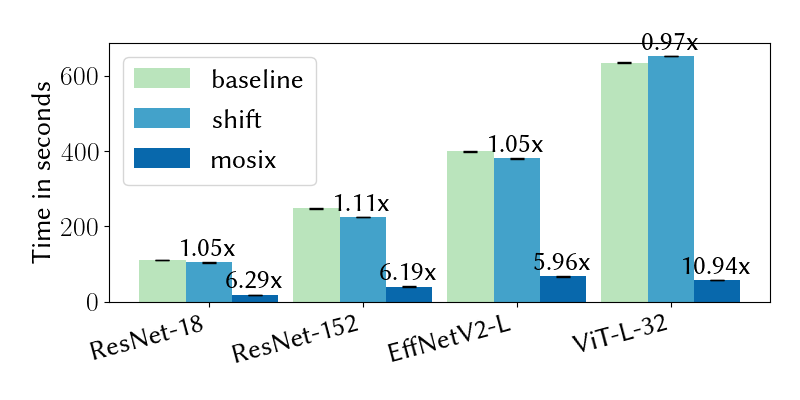 Time in seconds
600
400
200
0
baseline
shift
mosix
1.05x
6.29x
1.11x
6.19x
1.05x
5.96x
0.97x
10.94x
ResNet-18
ResNet-152
EffNetV2-L
ViT-L-32